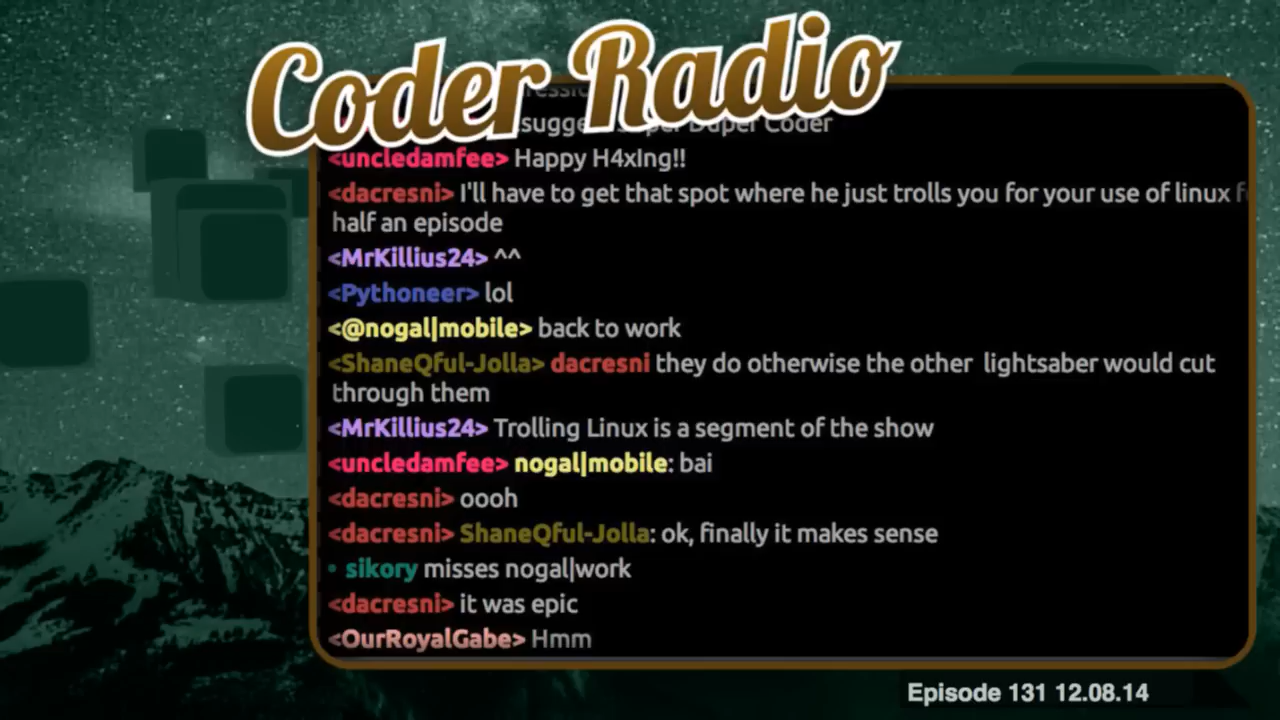 Coder Radio
Duper Coder
<uncledamfee> Happy H4xIng!!
<dacresni> I'll have to get that spot where he just trolls you for your use of linux
half an episode
<MrKillius24> ^^
<Pythoneer> lol
<@nogal|mobile> back to work
<ShaneQful-Jolla> dacresni they do otherwise the other lightsaber would cut
through them
<MrKillius24> Trolling Linux is a segment of the show
<uncledamfee> nogal|mobile: bai
<dacresni> oooh
<dacresni> ShaneQful-Jolla: ok, finally it makes sense
• sikory misses nogal|work
<dacresni> it was epic
<OurRoyalGabe> Hmm
Episode 131 12.08.14